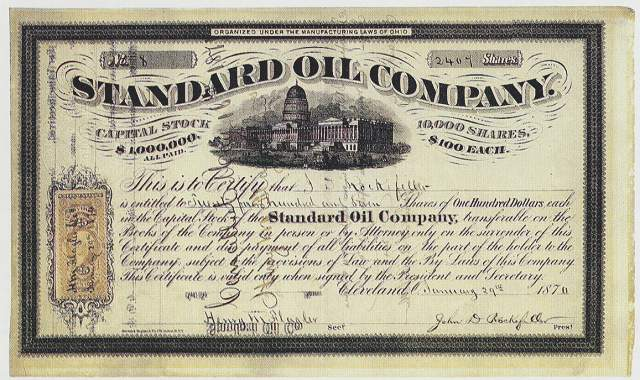 ORGANIZED UNDER THE MANUFACTURING LAWS OF OHIO
No. 8
2407 Shares
STANDARD OIL COMPANY.
CAPITAL STOCK 10,000 SHARES,
$1,000,000. $100 EACH.
ALL PAID.
This is to Certify that J. D. Rockefeller
is entitled to Four Hundred and Seven Shares of One Hundred Dollars each
in the Capital Stock of the Standard Oil Company, transferable on the
Books of the Company in person or by Attorney only on the surrender of this
Certificate and the payment of all liabilities on the part of the holder to the
Company, subject to the provisions of Law and the By Laws of this Company
This Certificate is valid only when signed by the President and Secretary.
Cleveland, O. January 29th 1870
Henry M. Flagler Secy John D Rockefeller Prest